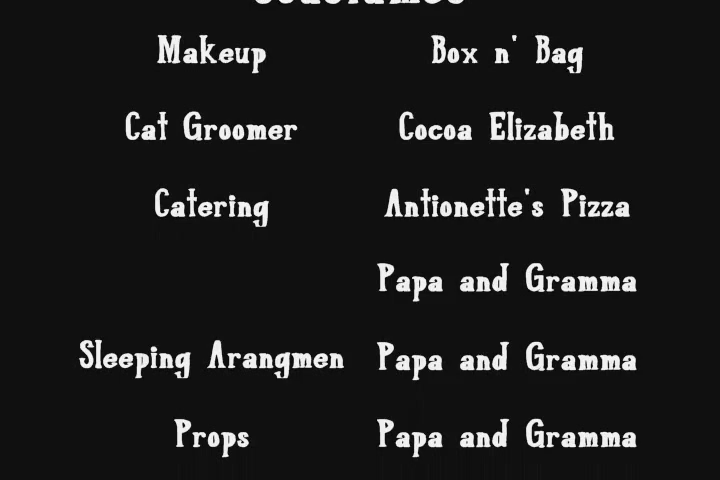 Makeup Box n' Bag
Cat Groomer Cocoa Elizabeth
Catering Antionette's Pizza
Papa and Gramma
Sleeping Arangmen Papa and Gramma
Props Papa and Gramma